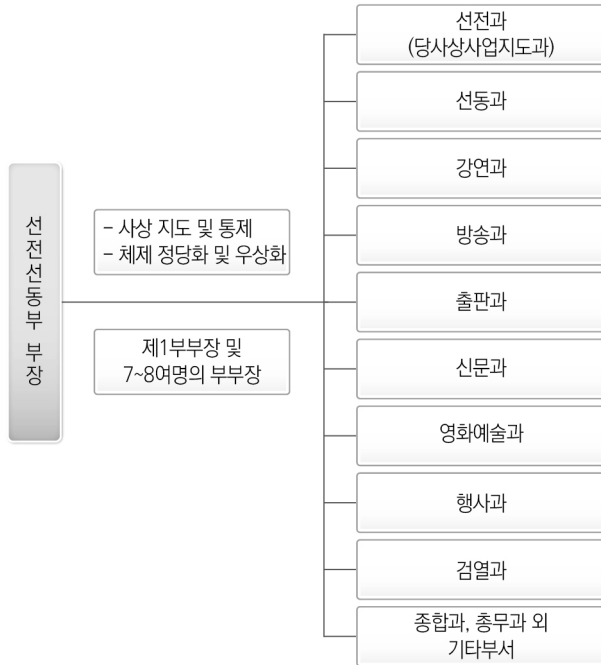 선전선동부 부장
– 사상 지도 및 통제
– 체제 정당화 및 우상화
제1부부장 및
7~8여명의 부부장
선전과
(당사상사업지도과)
선동과
강연과
방송과
출판과
신문과
영화예술과
행사과
검열과
종합과, 총무과 외
기타부서